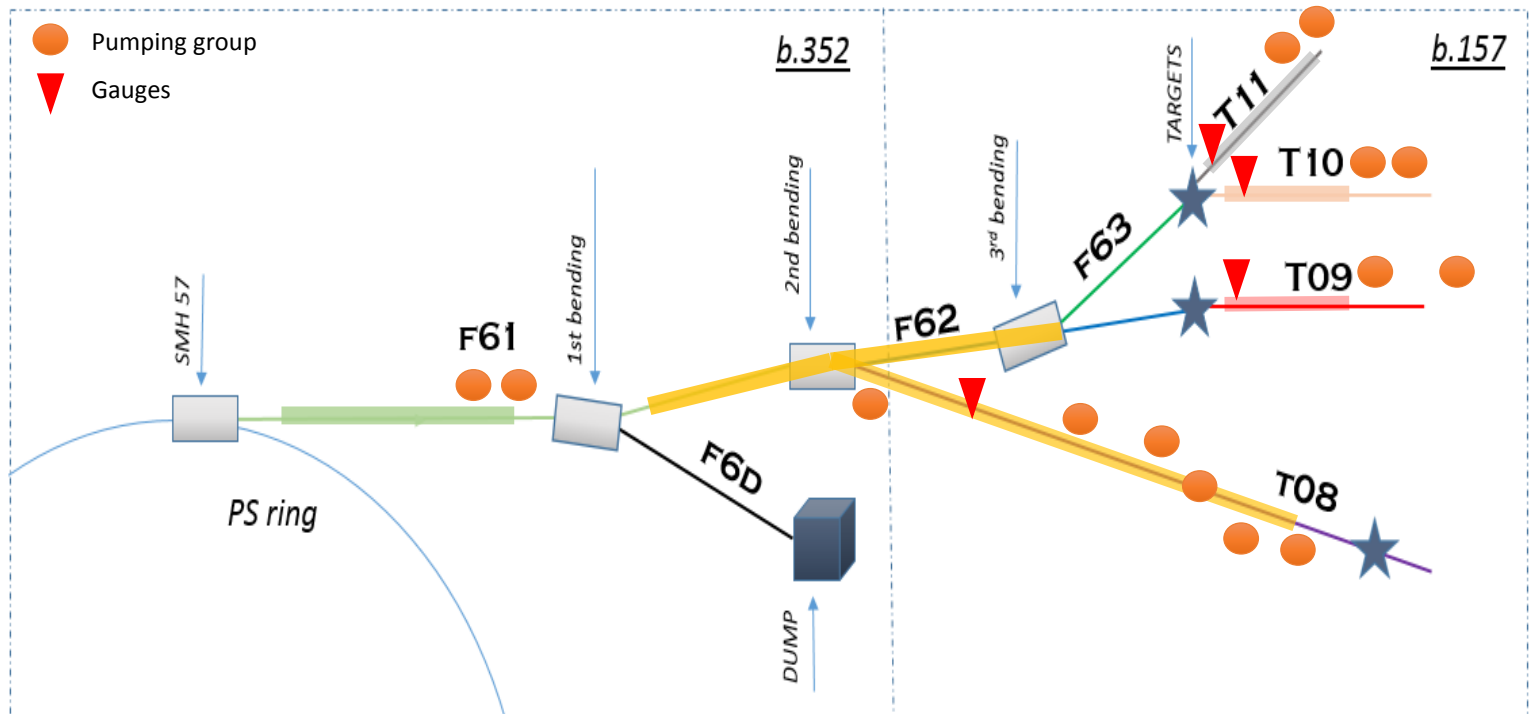 Pumping group
Gauges
b.352
b.157
SMH 57
F61
1st bending
2nd bending
3rd bending
TARGETS
T11
T10
T09
F63
F62
F6D
T08
PS ring
DUMP